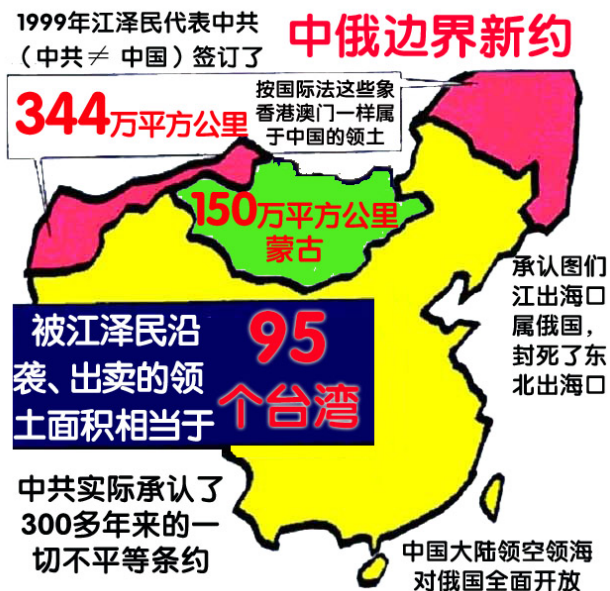 1999年江泽民代表中共
（中共≠ 中国）签订了
中俄边界新约
344万平方公里
按国际法这些象
香港澳门一样属
于中国的领土
150万平方公里
蒙古
承认图们
江出海口
属俄国，
封死了东
北出海口
被江泽民沿
袭、出卖的领
土面积相当于
95
个台湾
中共实际承认了
300多年来的一
切不平等条约
中国大陆领空领海
对俄国全面开放